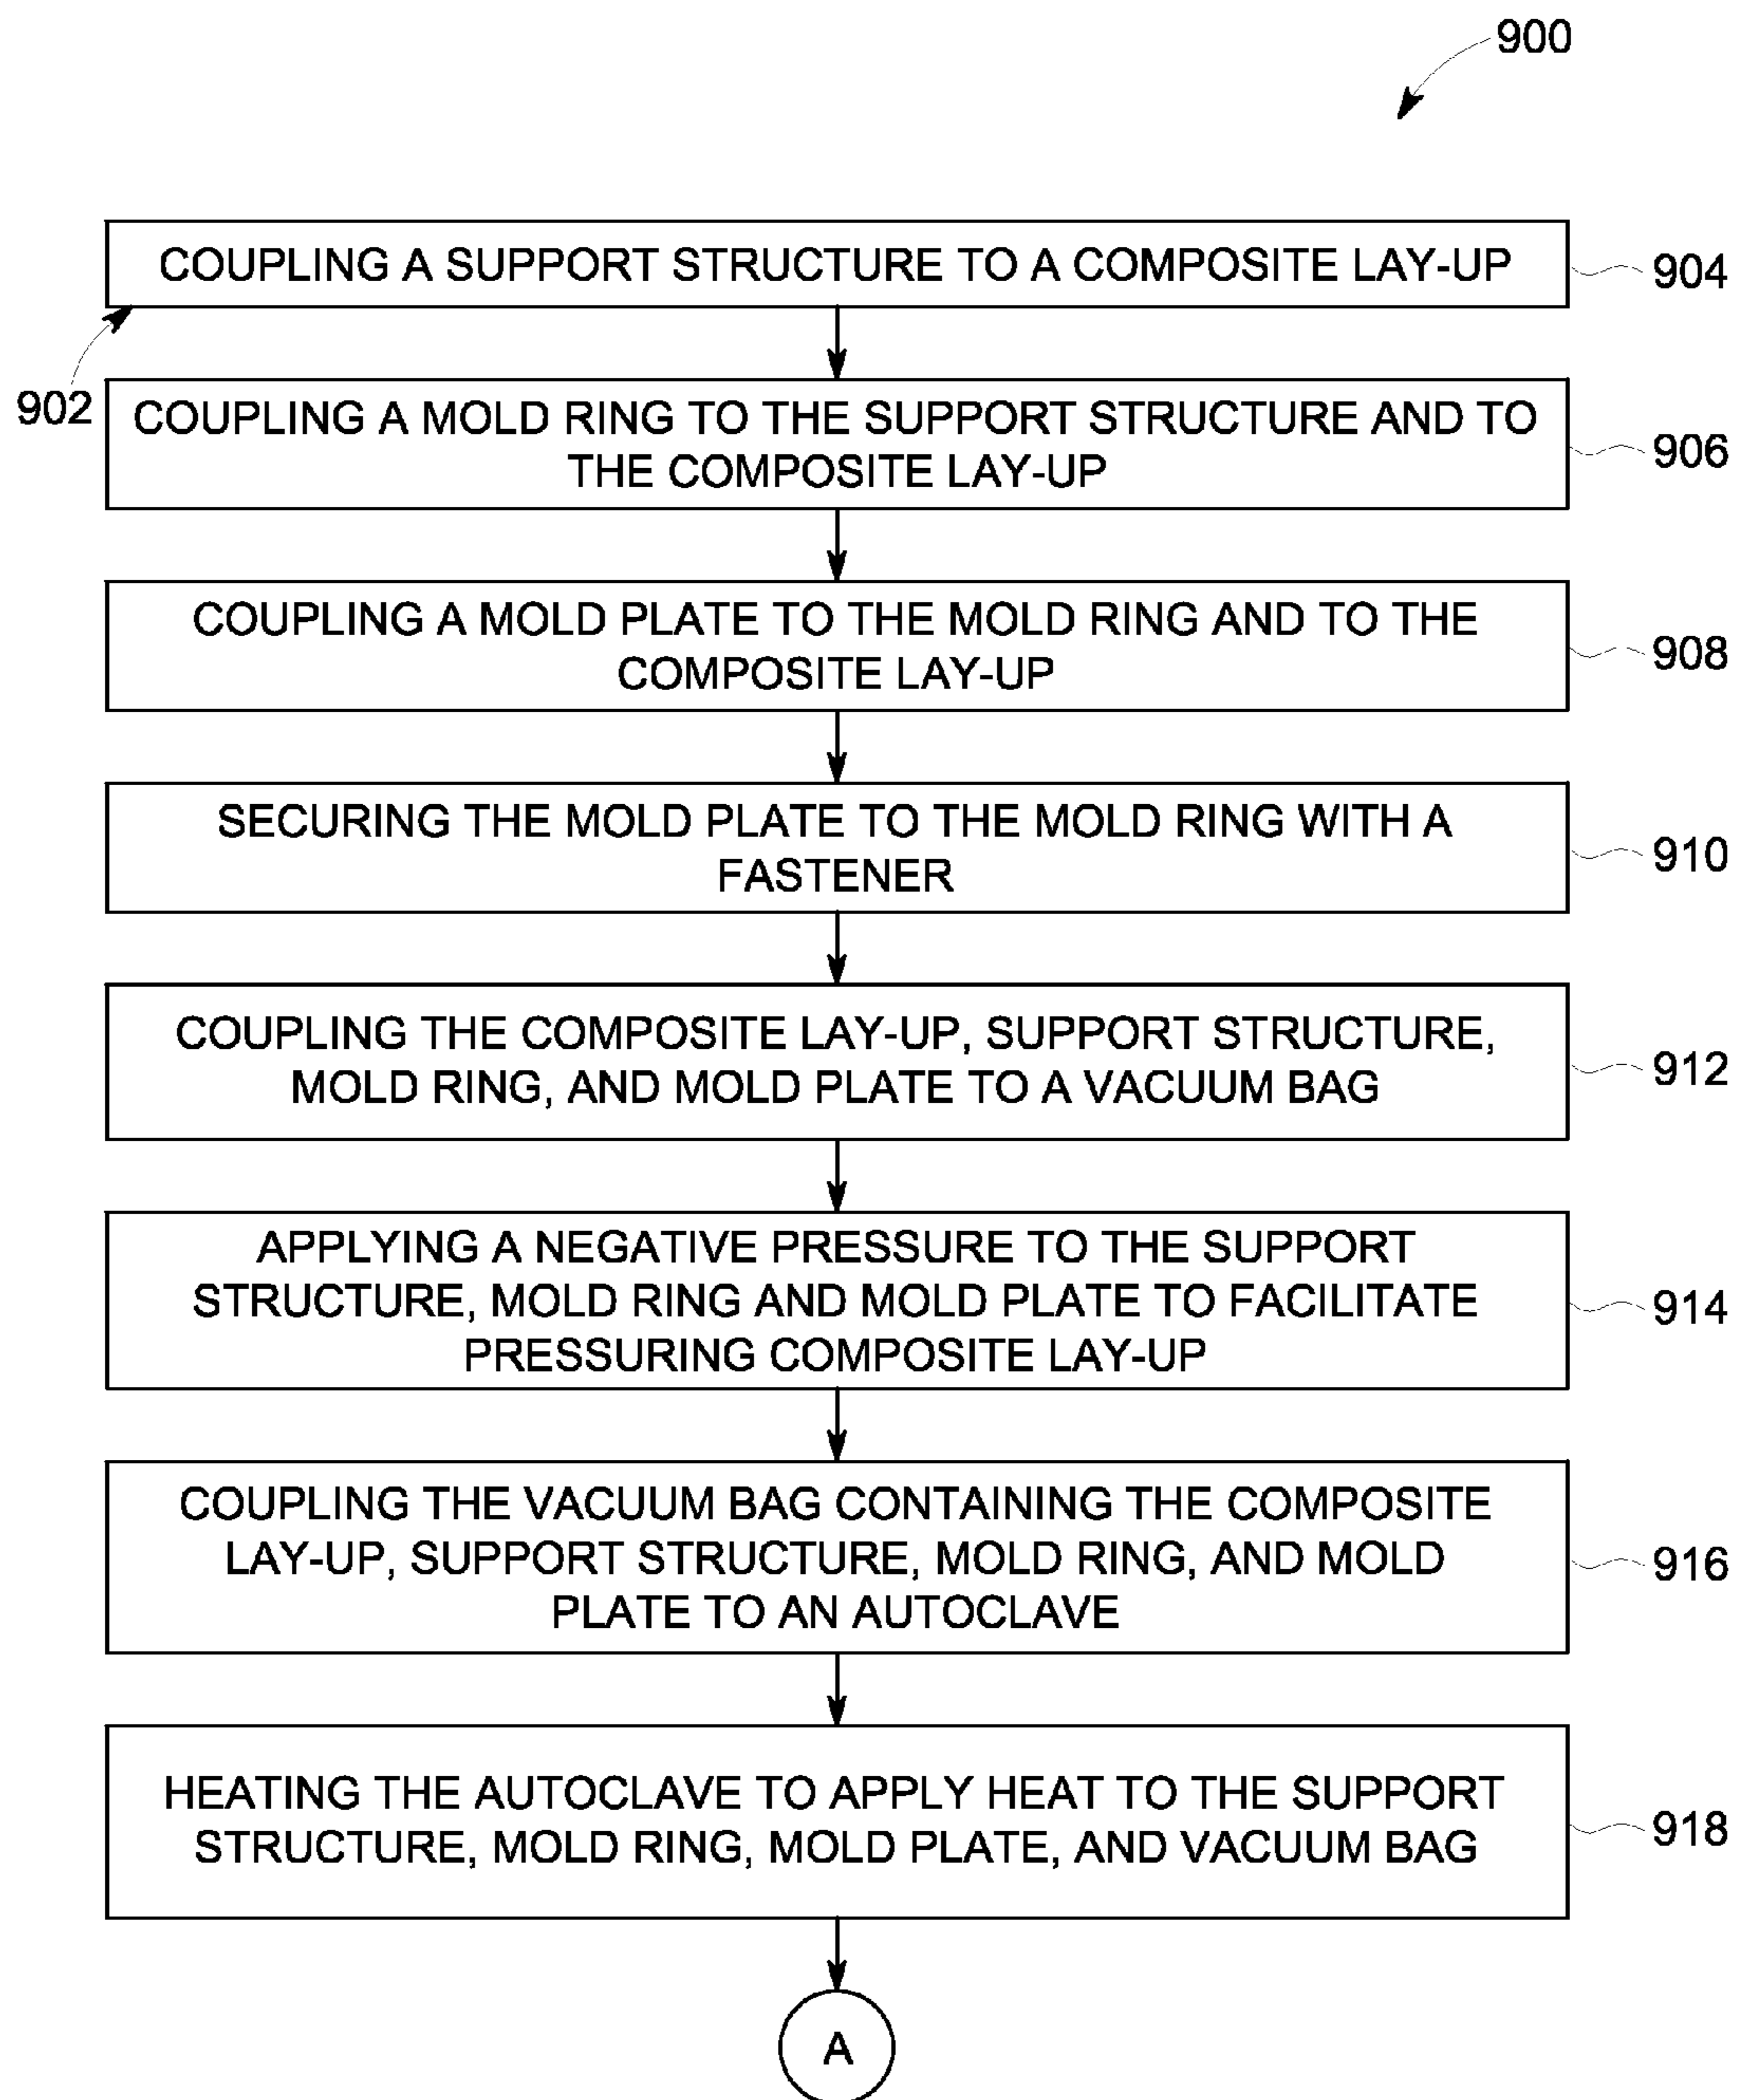 900
COUPLING A SUPPORT STRUCTURE TO A COMPOSITE LAY-UP
904
902
COUPLING A MOLD RING TO THE SUPPORT STRUCTURE AND TO
THE COMPOSITE LAY-UP
906
COUPLING A MOLD PLATE TO THE MOLD RING AND TO THE
COMPOSITE LAY-UP
908
SECURING THE MOLD PLATE TO THE MOLD RING WITH A
FASTENER
910
COUPLING THE COMPOSITE LAY-UP, SUPPORT STRUCTURE,
MOLD RING, AND MOLD PLATE TO A VACUUM BAG
912
APPLYING A NEGATIVE PRESSURE TO THE SUPPORT
STRUCTURE, MOLD RING AND MOLD PLATE TO FACILITATE
PRESSURING COMPOSITE LAY-UP
914
COUPLING THE VACUUM BAG CONTAINING THE COMPOSITE
LAY-UP, SUPPORT STRUCTURE, MOLD RING, AND MOLD
PLATE TO AN AUTOCLAVE
916
HEATING THE AUTOCLAVE TO APPLY HEAT TO THE SUPPORT
STRUCTURE, MOLD RING, MOLD PLATE, AND VACUUM BAG
918
A